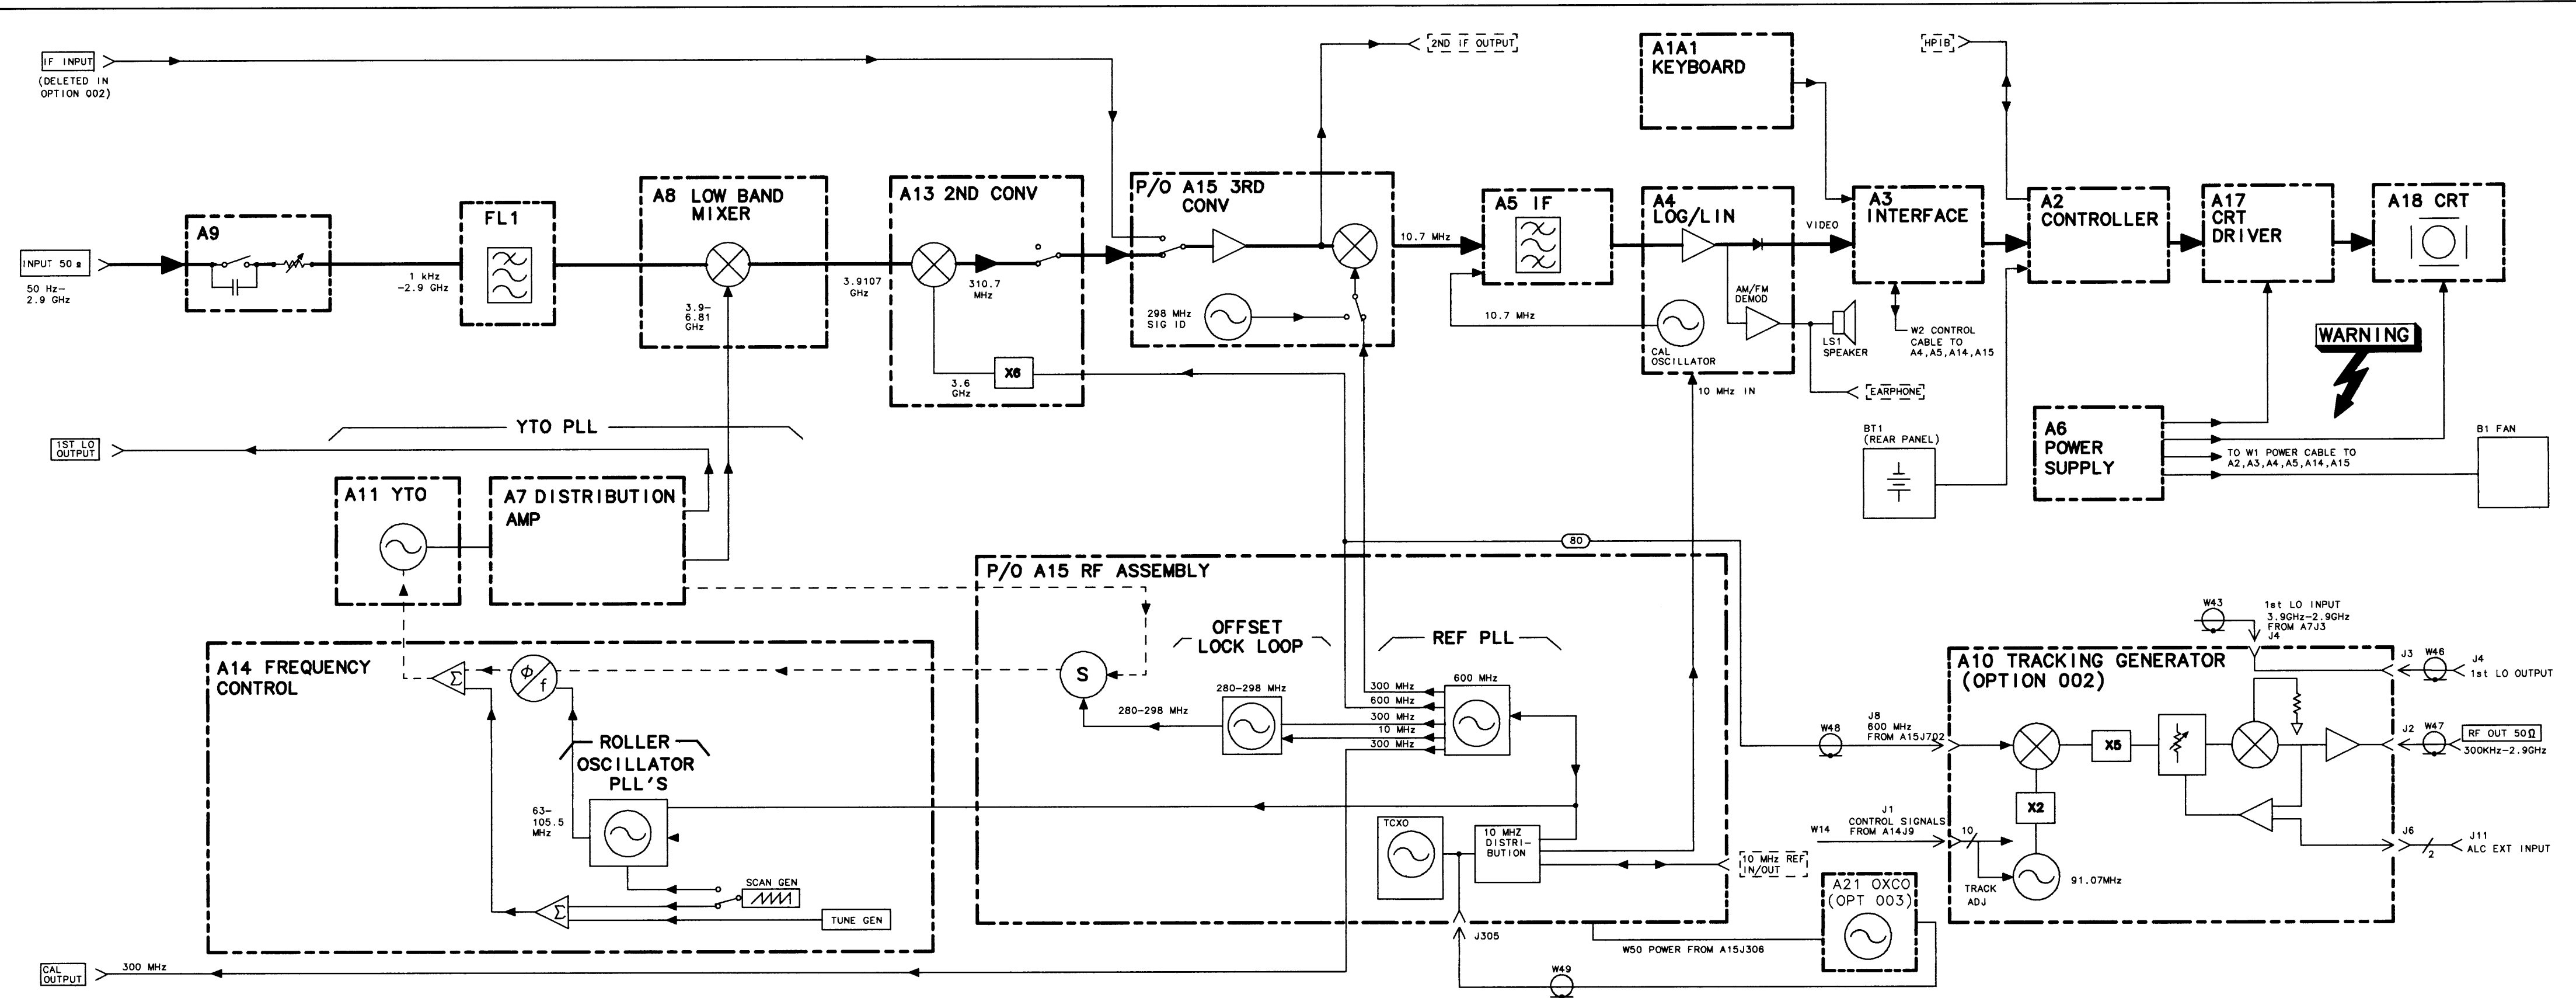 IF INPUT
(DELETED IN
OPTION 002)
2ND IF OUTPUT
A1A1
KEYBOARD
HPIB
INPUT 50 Ω
50 Hz-
2.9 GHz
A9
1 kHz
-2.9 GHz
FL1
A8 LOW BAND
MIXER
3.9-
6.81
GHz
3.9107
GHz
A13 2ND CONV
310.7
MHz
X6
3.6
GHz
P/O A15 3RD
CONV
298 MHz
SIG ID
10.7 MHz
A5 IF
10.7 MHz
A4
LOG/LIN
AM/FM
DEMOD
CAL
OSCILLATOR
10 MHz IN
VIDEO
LS1
SPEAKER
EARPHONE
A3
INTERFACE
W2 CONTROL
CABLE TO
A4,A5,A14,A15
A2
CONTROLLER
A17
CRT
DRIVER
A18 CRT
WARNING
BT1
(REAR PANEL)
A6
POWER
SUPPLY
TO W1 POWER CABLE TO
A2,A3,A4,A5,A14,A15
B1 FAN
1ST LO
OUTPUT
YTO PLL
A11 YTO
A7 DISTRIBUTION
AMP
80
P/O A15 RF ASSEMBLY
OFFSET
LOCK LOOP
REF PLL
S
280-298 MHz
280-298 MHz
600 MHz
300 MHz
600 MHz
300 MHz
10 MHz
300 MHz
TCXO
10 MHZ
DISTRI-
BUTION
10 MHz REF
IN/OUT
J305
A14 FREQUENCY
CONTROL
Σ
ϕ/f
ROLLER
OSCILLATOR
PLL'S
63-
105.5
MHz
SCAN GEN
Σ
TUNE GEN
CAL
OUTPUT
300 MHz
W49
W50 POWER FROM A15J306
A21 OXCO
(OPT 003)
W43
1st LO INPUT
3.9GHz-2.9GHz
FROM A7J3
J4
A10 TRACKING GENERATOR
(OPTION 002)
J3
W46
J4
1st LO OUTPUT
W48
J8
600 MHz
FROM A15J702
X5
X2
J2
W47
RF OUT 50Ω
300KHz-2.9GHz
W14
J1
CONTROL SIGNALS
FROM A14J9
10
TRACK
ADJ
91.07MHz
J6
2
J11
ALC EXT INPUT